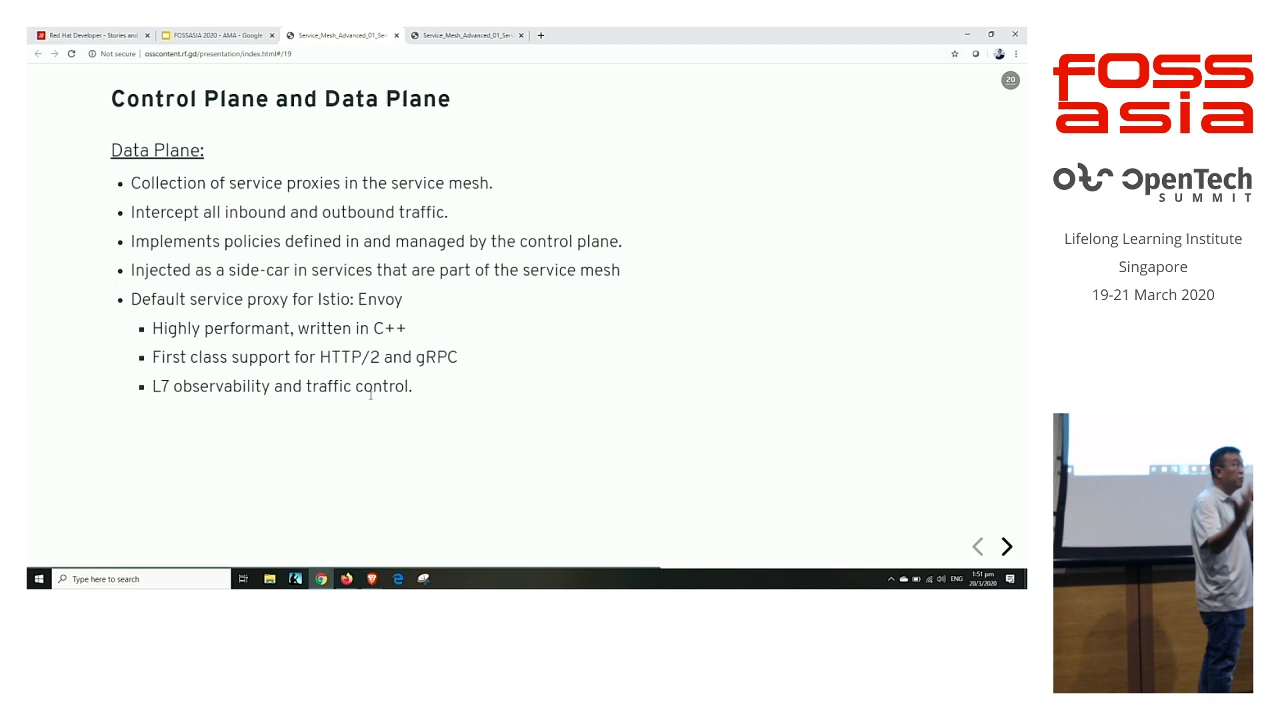 Red Hat Developer - Stories and
FOSSASIA 2020 - AMA - Google
Service_Mesh_Advanced_01_Ser
Service_Mesh_Advanced_01_Ser
Not secure | osscontent.rf.gd/presentation/index.html#/19
20
Control Plane and Data Plane
Data Plane:
Collection of service proxies in the service mesh.
Intercept all inbound and outbound traffic.
Implements policies defined in and managed by the control plane.
Injected as a side-car in services that are part of the service mesh
Default service proxy for Istio: Envoy
Highly performant, written in C++
First class support for HTTP/2 and gRPC
L7 observability and traffic control.
Type here to search
ENG
1:51 pm
20/3/2020
FOSS
asia
OpenTech
SUMMIT
Lifelong Learning Institute
Singapore
19-21 March 2020